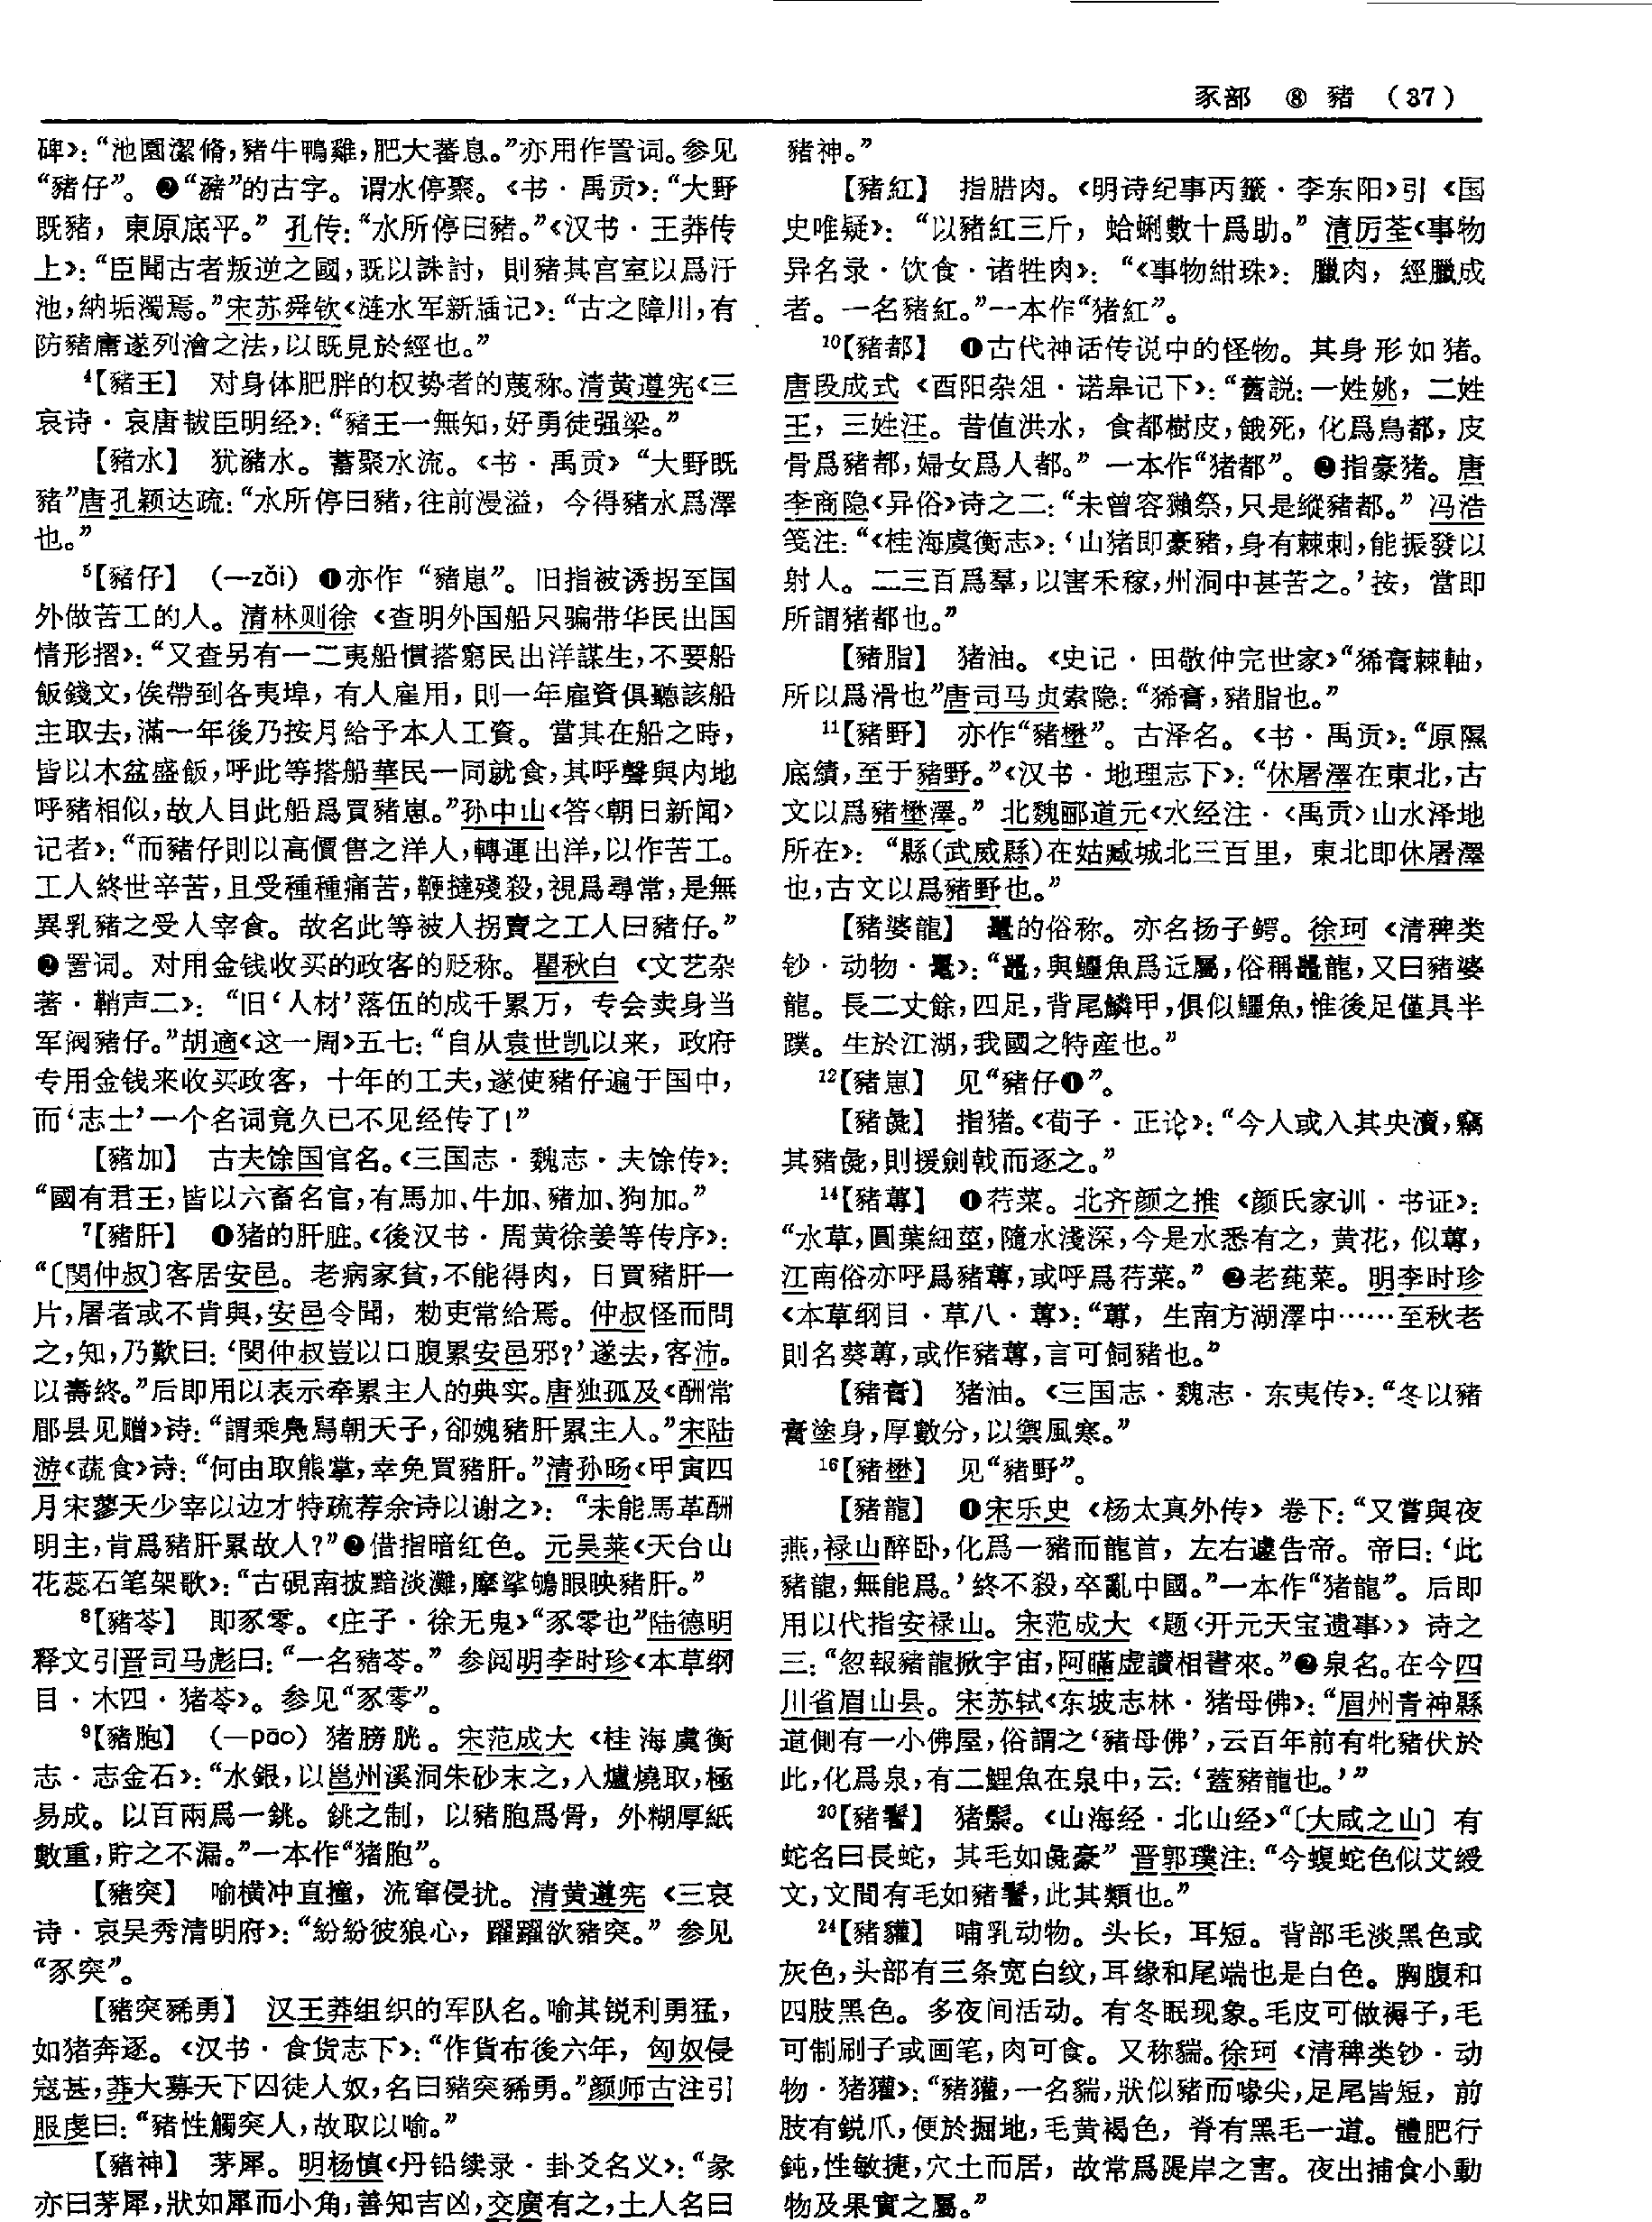 豕部 ⑧ 豬 （37）
碑》：“池園潔脩，豬牛鴨雞，肥大蕃息。”亦用作詈词。参见
“豬仔”。❷“瀦”的古字。谓水停聚。《书·禹贡》：“大野
既豬，東原底平。”孔传：“水所停曰豬。”《汉书·王莽传
上》：“臣聞古者叛逆之國，既以誅討，則豬其宫室以爲汙
池，納垢濁焉。”宋苏舜钦《涟水军新牐记》：“古之障川，有
防豬庸遂列澮之法，以既見於經也。”
⁴【豬王】 对身体肥胖的权势者的蔑称。清黄遵宪《三
哀诗·哀唐韨臣明经》：“豬王一無知，好勇徒强梁。”
【豬水】 犹瀦水。蓄聚水流。《书·禹贡》“大野既
豬”唐孔颖达疏：“水所停曰豬，往前漫溢，今得豬水爲澤
也。”
⁵【豬仔】 （—zǎi）❶亦作“豬崽”。旧指被诱拐至国
外做苦工的人。清林则徐《查明外国船只骗带华民出国
情形摺》：“又查另有一二夷船慣搭窮民出洋謀生，不要船
飯錢文，俟帶到各夷埠，有人雇用，則一年雇資俱聽該船
主取去，滿一年後乃按月給予本人工資。當其在船之時，
皆以木盆盛飯，呼此等搭船華民一同就食，其呼聲與内地
呼豬相似，故人目此船爲買豬崽。”孙中山《答〈朝日新闻〉
记者》：“而豬仔則以高價售之洋人，轉運出洋，以作苦工。
工人終世辛苦，且受種種痛苦，鞭撻殘殺，視爲尋常，是無
異乳豬之受人宰食。故名此等被人拐賣之工人曰豬仔。”
❷詈词。对用金钱收买的政客的贬称。瞿秋白《文艺杂
著·鞘声二》：“旧‘人材’落伍的成千累万，专会卖身当
军阀豬仔。”胡適《这一周》五七：“自从袁世凯以来，政府
专用金钱来收买政客，十年的工夫，遂使豬仔遍于国中，
而‘志士’一个名词竟久已不见经传了！”
【豬加】 古夫馀国官名。《三国志·魏志·夫馀传》：
“國有君王，皆以六畜名官，有馬加、牛加、豬加、狗加。”
⁷【豬肝】 ❶猪的肝脏。《後汉书·周黄徐姜等传序》：
“〔閔仲叔〕客居安邑。老病家貧，不能得肉，日買豬肝一
片，屠者或不肯與，安邑令聞，勑吏常給焉。仲叔怪而問
之，知，乃歎曰：‘閔仲叔豈以口腹累安邑邪？’遂去，客沛。
以壽終。”后即用以表示牵累主人的典实。唐独孤及《酬常
郿县见赠》诗：“謂乘鳧舄朝天子，卻媿豬肝累主人。”宋陆
游《蔬食》诗：“何由取熊掌，幸免買豬肝。”清孙旸《甲寅四
月宋蓼天少宰以边才特疏荐余诗以谢之》：“未能馬革酬
明主，肯爲豬肝累故人？”❷借指暗红色。元吴莱《天台山
花蕊石笔架歌》：“古硯南披黯淡灘，摩挲鴝眼映豬肝。”
⁸【豬苓】 即豕零。《庄子·徐无鬼》“豕零也”陆德明
释文引晋司马彪曰：“一名豬苓。”参阅明李时珍《本草纲
目·木四·猪苓》。参见“豕零”。
⁹【豬胞】 （—pāo）猪膀胱。宋范成大《桂海虞衡
志·志金石》：“水銀，以邕州溪洞朱砂末之，入爐燒取，極
易成。以百兩爲一銚。銚之制，以豬胞爲骨，外糊厚紙
數重，貯之不漏。”一本作“猪胞”。
【豬突】 喻横冲直撞，流窜侵扰。清黄遵宪《三哀
诗·哀吴秀清明府》：“紛紛彼狼心，躍躍欲豬突。”参见
“豕突”。
【豬突豨勇】 汉王莽组织的军队名。喻其锐利勇猛，
如猪奔逐。《汉书·食货志下》：“作貨布後六年，匈奴侵
寇甚，莽大募天下囚徒人奴，名曰豬突豨勇。”颜师古注引
服虔曰：“豬性觸突人，故取以喻。”
【豬神】 茅犀。明杨慎《丹铅续录·卦爻名义》：“彖
亦曰茅犀，狀如犀而小角，善知吉凶，交廣有之，土人名曰
豬神。”
【豬紅】 指腊肉。《明诗纪事丙籤·李东阳》引《国
史唯疑》：“以豬紅三斤，蛤蜊數十爲助。”清厉荃《事物
异名录·饮食·诸牲肉》：“《事物紺珠》：臘肉，經臘成
者。一名豬紅。”一本作“猪紅”。
¹⁰【豬都】 ❶古代神话传说中的怪物。其身形如猪。
唐段成式《酉阳杂俎·诺皋记下》：“舊説：一姓姚，二姓
王，三姓汪。昔值洪水，食都樹皮，餓死，化爲鳥都，皮
骨爲豬都，婦女爲人都。”一本作“猪都”。❷指豪猪。唐
李商隐《异俗》诗之二：“未曾容獺祭，只是縱豬都。”冯浩
笺注：“《桂海虞衡志》：‘山猪即豪豬，身有棘刺，能振發以
射人。二三百爲羣，以害禾稼，州洞中甚苦之。’按，當即
所謂猪都也。”
【豬脂】 猪油。《史记·田敬仲完世家》“狶膏棘軸，
所以爲滑也”唐司马贞索隐：“狶膏，豬脂也。”
¹¹【豬野】 亦作“豬壄”。古泽名。《书·禹贡》：“原隰
底績，至于豬野。”《汉书·地理志下》：“休屠澤在東北，古
文以爲豬壄澤。”北魏郦道元《水经注·〈禹贡〉山水泽地
所在》：“縣（武威縣）在姑臧城北三百里，東北即休屠澤
也，古文以爲豬野也。”
【豬婆龍】 鼍的俗称。亦名扬子鳄。徐珂《清稗类
钞·动物·鼍》：“鼉，與鱷魚爲近屬，俗稱鼉龍，又曰豬婆
龍。長二丈餘，四足，背尾鱗甲，俱似鱷魚，惟後足僅具半
蹼。生於江湖，我國之特産也。”
¹²【豬崽】 见“豬仔❶”。
【豬彘】 指猪。《荀子·正论》：“今人或入其央瀆，竊
其豬彘，則援劍戟而逐之。”
¹⁴【豬蓴】 ❶荇菜。北齐颜之推《颜氏家训·书证》：
“水草，圓葉細莖，隨水淺深，今是水悉有之，黄花，似蓴，
江南俗亦呼爲豬蓴，或呼爲荇菜。”❷老莼菜。明李时珍
《本草纲目·草八·蓴》：“蓴，生南方湖澤中……至秋老
則名葵蓴，或作豬蓴，言可飼豬也。”
【豬膏】 猪油。《三国志·魏志·东夷传》：“冬以豬
膏塗身，厚數分，以禦風寒。”
¹⁶【豬壄】 见“豬野”。
【豬龍】 ❶宋乐史《杨太真外传》卷下：“又嘗與夜
燕，禄山醉卧，化爲一豬而龍首，左右遽告帝。帝曰：‘此
豬龍，無能爲。’終不殺，卒亂中國。”一本作“猪龍”。后即
用以代指安禄山。宋范成大《题〈开元天宝遗事〉》诗之
三：“忽報豬龍掀宇宙，阿瞞虚讀相書來。”❷泉名。在今四
川省眉山县。宋苏轼《东坡志林·猪母佛》：“眉州青神縣
道側有一小佛屋，俗謂之‘豬母佛’，云百年前有牝豬伏於
此，化爲泉，有二鯉魚在泉中，云：‘蓋豬龍也。’”
²⁰【豬鬐】 猪鬃。《山海经·北山经》“〔大咸之山〕有
蛇名曰長蛇，其毛如彘豪”晋郭璞注：“今蝮蛇色似艾綬
文，文間有毛如豬鬐，此其類也。”
²⁴【豬獾】 哺乳动物。头长，耳短。背部毛淡黑色或
灰色，头部有三条宽白纹，耳缘和尾端也是白色。胸腹和
四肢黑色。多夜间活动。有冬眠现象。毛皮可做褥子，毛
可制刷子或画笔，肉可食。又称貒。徐珂《清稗类钞·动
物·猪獾》：“豬獾，一名貒，狀似豬而喙尖，足尾皆短，前
肢有鋭爪，便於掘地，毛黄褐色，脊有黑毛一道。體肥行
鈍，性敏捷，穴土而居，故常爲隄岸之害。夜出捕食小動
物及果實之屬。”